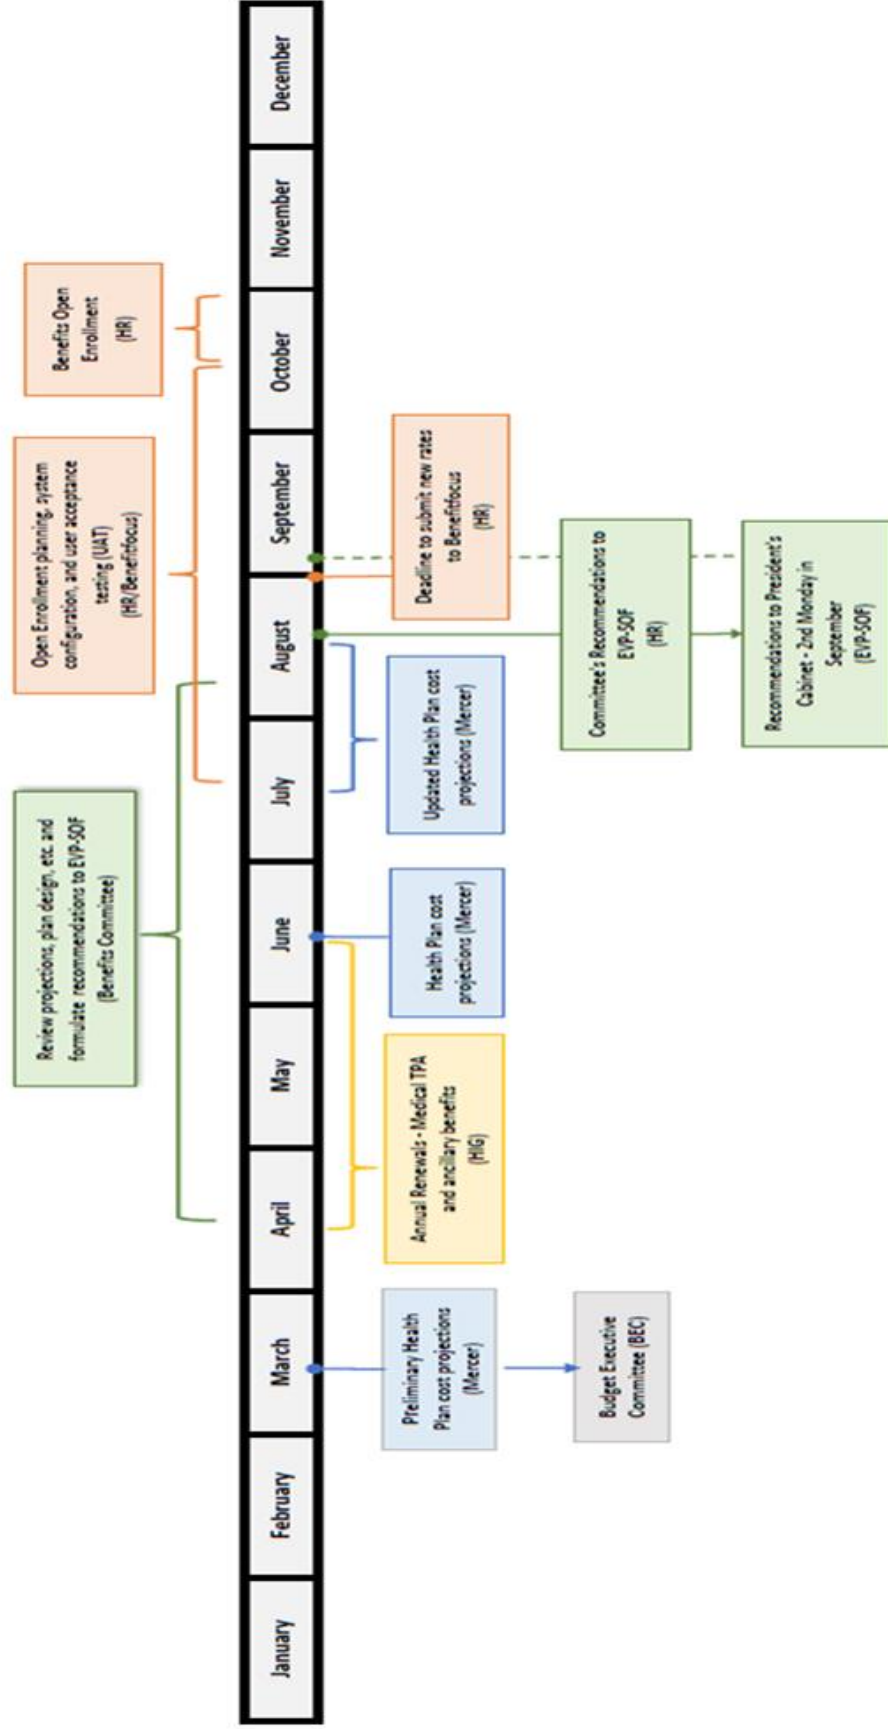 Review projections, plan design, etc. and
formulate recommendations to EVP-SOF
(Benefits Committee)
Open Enrollment planning, system
configuration, and user acceptance
testing (UAT)
(HR/Benefitfocus)
Benefits Open
Enrollment
(HR)
January
February
March
April
May
June
July
August
September
October
November
December
Preliminary Health
Plan cost projections
(Mercer)
Annual Renewals - Medical TPA
and ancillary benefits
(HIG)
Health Plan cost
projections (Mercer)
Updated Health Plan cost
projections (Mercer)
Deadline to submit new rates
to Benefitfocus
(HR)
Budget Executive
Committee (BEC)
Committee's Recommendations to
EVP-SOF
(HR)
Recommendations to President's
Cabinet - 2nd Monday in
September
(EVP-SOF)